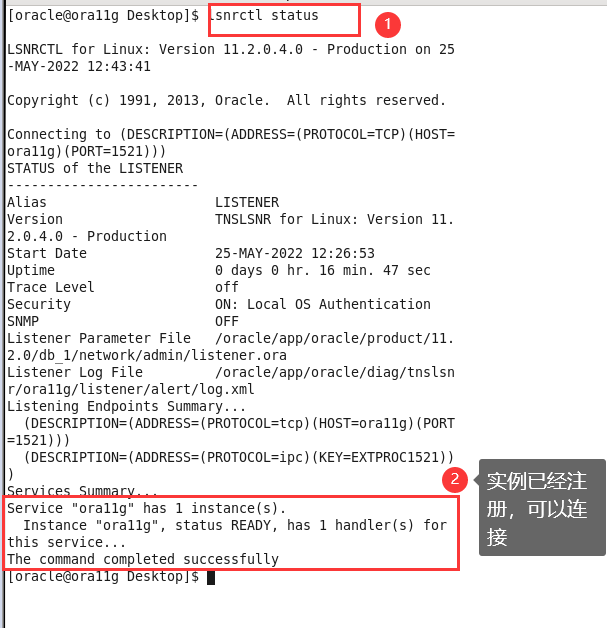 [oracle@ora11g Desktop]$ lsnrctl status
1
LSNRCTL for Linux: Version 11.2.0.4.0 - Production on 25
-MAY-2022 12:43:41
Copyright (c) 1991, 2013, Oracle.  All rights reserved.
Connecting to (DESCRIPTION=(ADDRESS=(PROTOCOL=TCP)(HOST=
ora11g)(PORT=1521)))
STATUS of the LISTENER
------------------------
Alias                     LISTENER
Version                   TNSLSNR for Linux: Version 11.
2.0.4.0 - Production
Start Date                25-MAY-2022 12:26:53
Uptime                    0 days 0 hr. 16 min. 47 sec
Trace Level               off
Security                  ON: Local OS Authentication
SNMP                      OFF
Listener Parameter File   /oracle/app/oracle/product/11.
2.0/db_1/network/admin/listener.ora
Listener Log File         /oracle/app/oracle/diag/tnslsn
r/ora11g/listener/alert/log.xml
Listening Endpoints Summary...
  (DESCRIPTION=(ADDRESS=(PROTOCOL=tcp)(HOST=ora11g)(PORT
=1521)))
  (DESCRIPTION=(ADDRESS=(PROTOCOL=ipc)(KEY=EXTPROC1521))
)
Services Summary...
2
实例已经注
册，可以连
接
Service "ora11g" has 1 instance(s).
  Instance "ora11g", status READY, has 1 handler(s) for
this service...
The command completed successfully
[oracle@ora11g Desktop]$